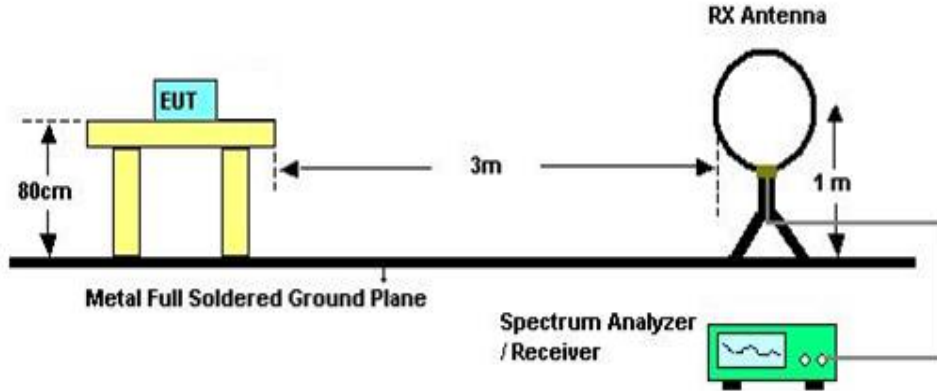 RX Antenna
EUT
80cm
3m
1 m
Metal Full Soldered Ground Plane
Spectrum Analyzer
/ Receiver